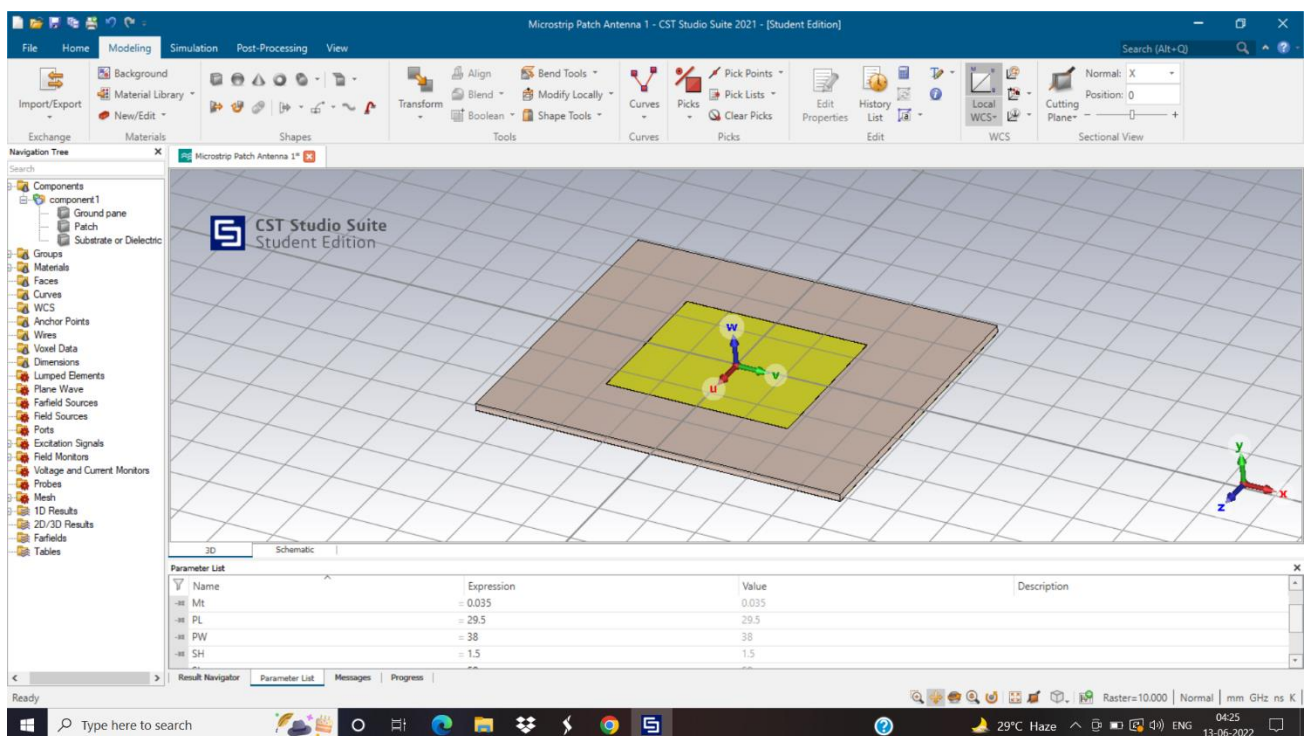 Microstrip Patch Antenna 1 - CST Studio Suite 2021 - [Student Edition]
File Home Modeling Simulation Post-Processing View Search (Alt+Q)
Import/Export
Background
Material Library
New/Edit
Transform
Align
Blend
Boolean
Bend Tools
Modify Locally
Shape Tools
Curves
Picks
Pick Points
Pick Lists
Clear Picks
Edit
Properties
History
List
Local
WCS
Cutting
Plane
Normal: X
Position: 0
Exchange Materials Shapes Tools Curves Picks Edit WCS Sectional View
Navigation Tree
Search
Microstrip Patch Antenna 1*
Components
component1
Ground pane
Patch
Substrate or Dielectric
Groups
Materials
Faces
Curves
WCS
Anchor Points
Wires
Voxel Data
Dimensions
Lumped Elements
Plane Wave
Farfield Sources
Field Sources
Ports
Excitation Signals
Field Monitors
Voltage and Current Monitors
Probes
Mesh
1D Results
2D/3D Results
Farfields
Tables
CST Studio Suite
Student Edition
w
v
u
y
x
z
3D Schematic
Parameter List
Name Expression Value Description
Mt = 0.035 0.035
PL = 29.5 29.5
PW = 38 38
SH = 1.5 1.5
Result Navigator Parameter List Messages Progress
Ready Raster=10.000 Normal mm GHz ns K
Type here to search 29°C Haze ENG 04:25
13-06-2022